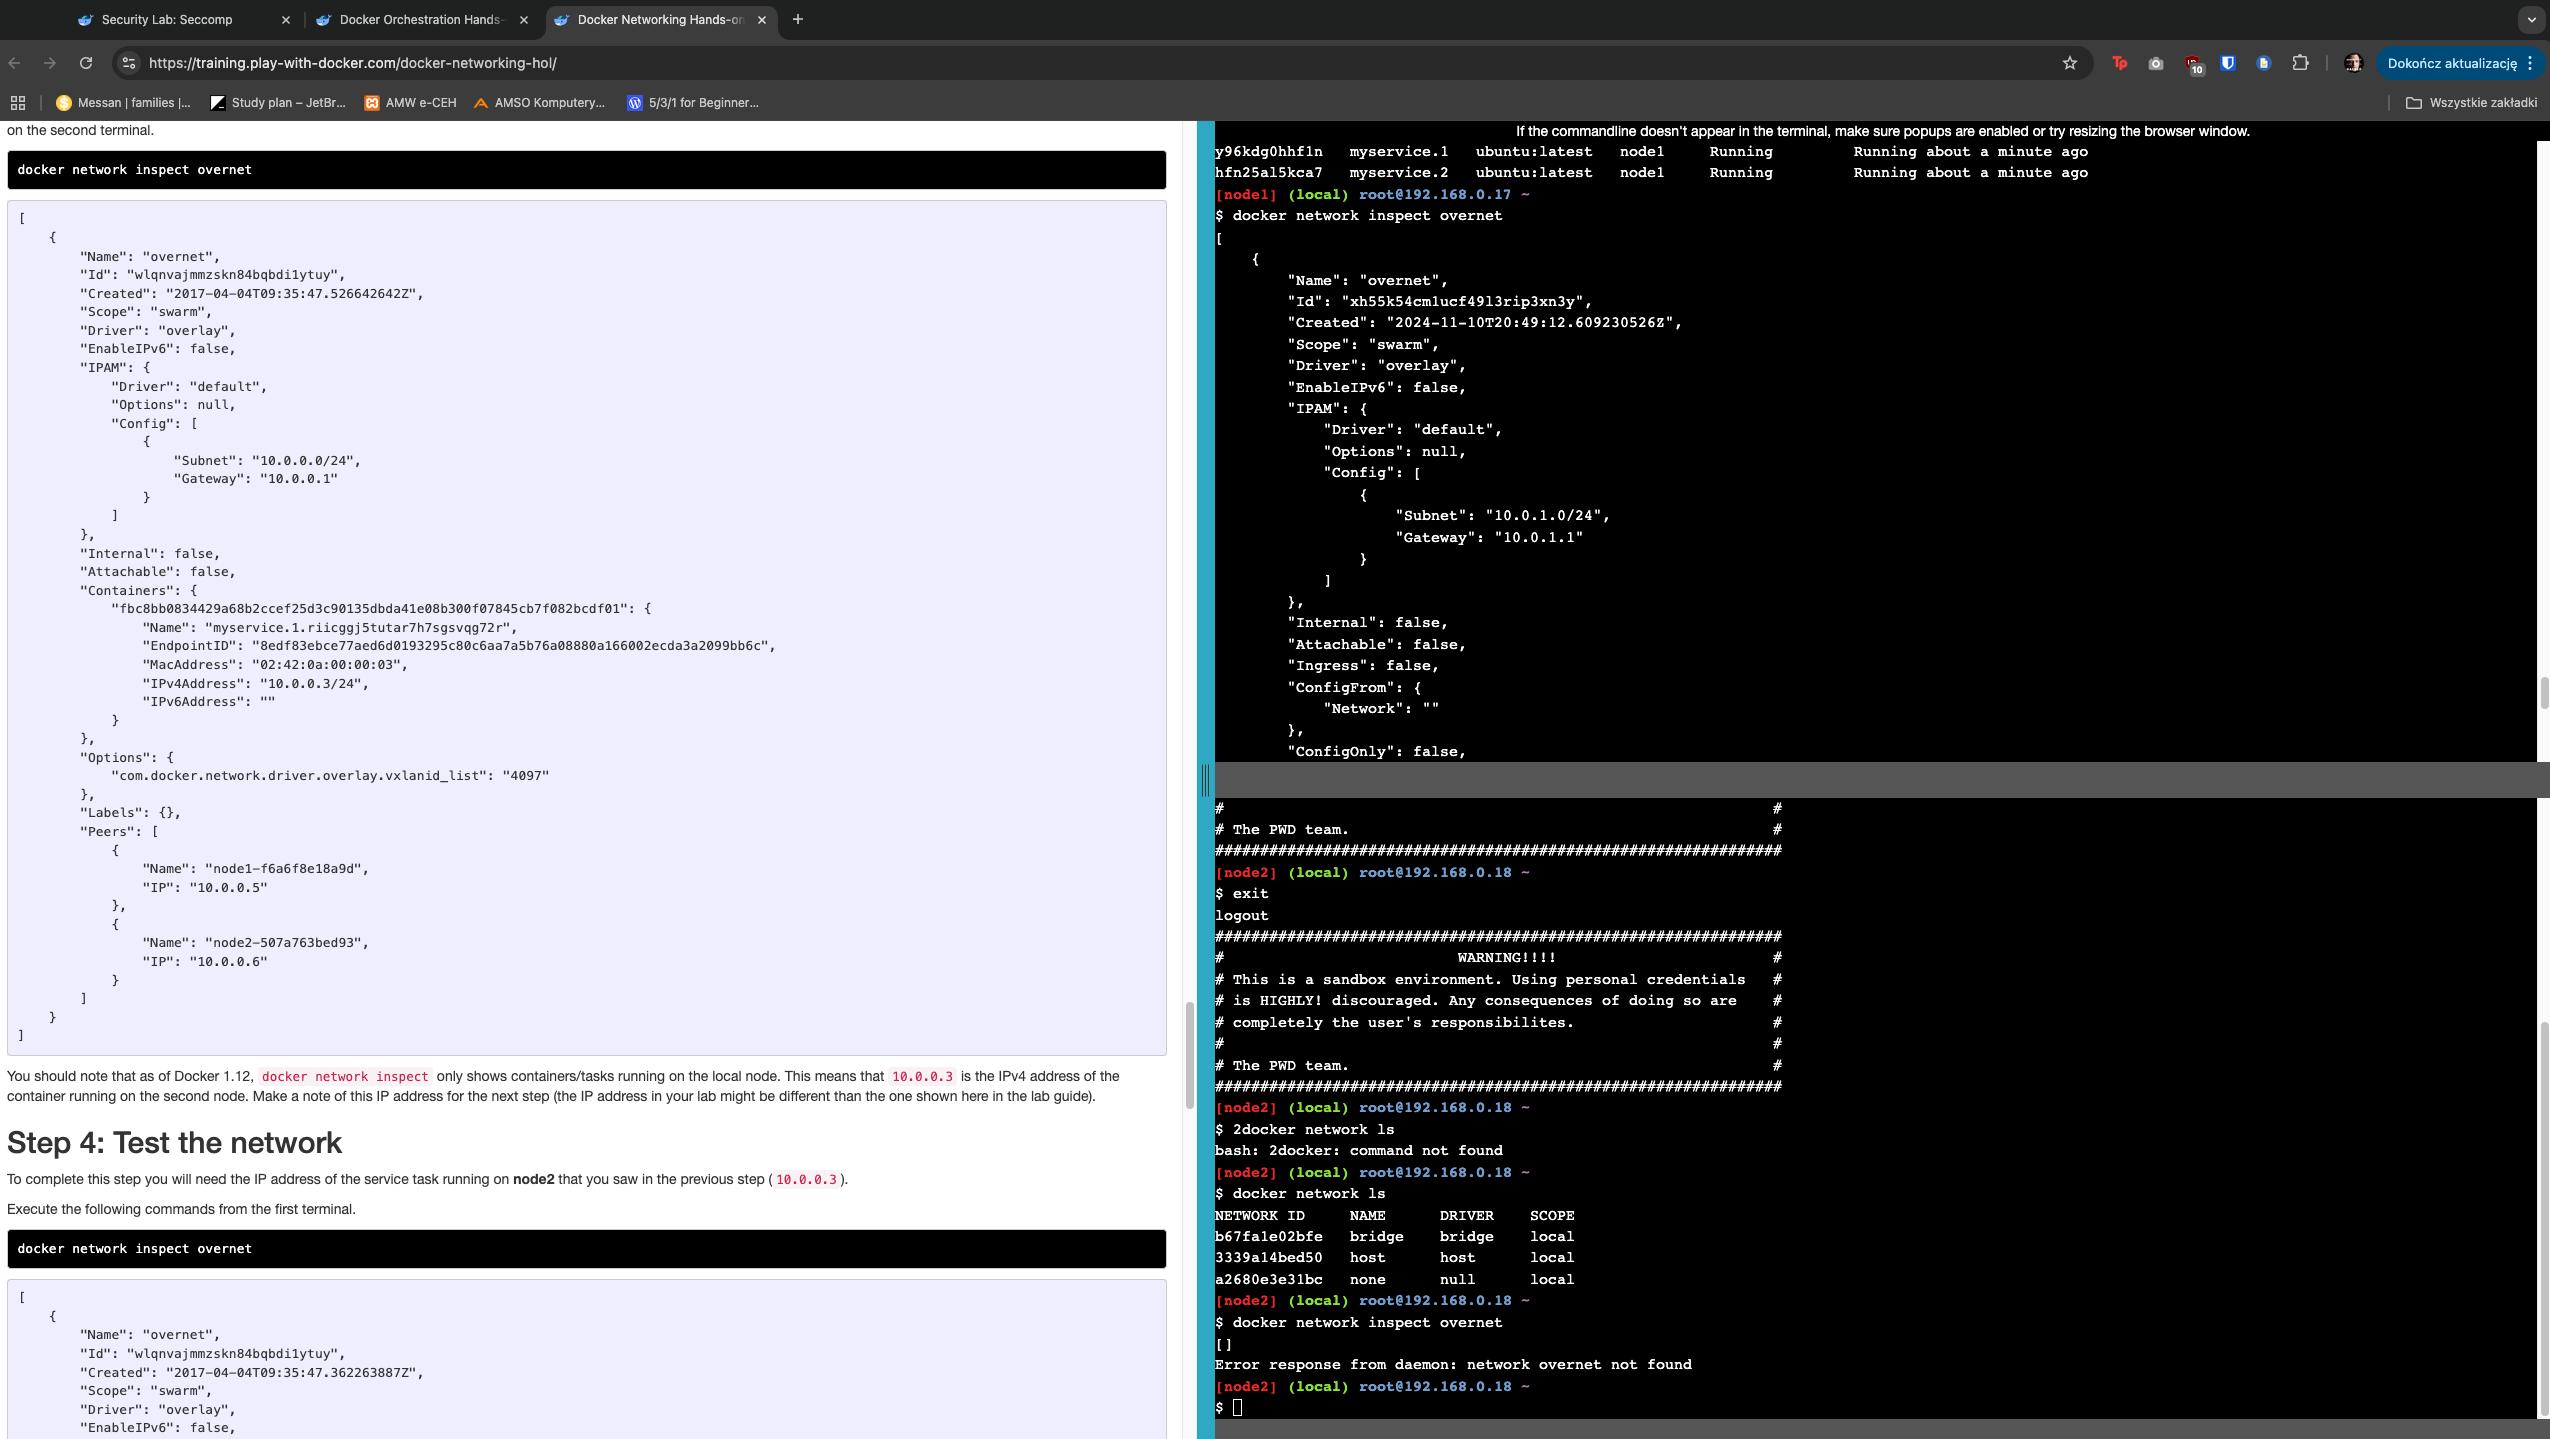 Security Lab: Seccomp
Docker Orchestration Hands-
Docker Networking Hands-on
https://training.play-with-docker.com/docker-networking-hol/
10
Dokończ aktualizację
Messan | families |...
Study plan – JetBr...
AMW e-CEH
AMSO Komputery...
5/3/1 for Beginner...
Wszystkie zakładki
on the second terminal.
docker network inspect overnet
[
    {
        "Name": "overnet",
        "Id": "wlqnvajmmzskn84bqbdi1ytuy",
        "Created": "2017-04-04T09:35:47.526642642Z",
        "Scope": "swarm",
        "Driver": "overlay",
        "EnableIPv6": false,
        "IPAM": {
            "Driver": "default",
            "Options": null,
            "Config": [
                {
                    "Subnet": "10.0.0.0/24",
                    "Gateway": "10.0.0.1"
                }
            ]
        },
        "Internal": false,
        "Attachable": false,
        "Containers": {
            "fbc8bb0834429a68b2ccef25d3c90135dbda41e08b300f07845cb7f082bcdf01": {
                "Name": "myservice.1.riicggj5tutar7h7sgsvqg72r",
                "EndpointID": "8edf83ebce77aed6d0193295c80c6aa7a5b76a08880a166002ecda3a2099bb6c",
                "MacAddress": "02:42:0a:00:00:03",
                "IPv4Address": "10.0.0.3/24",
                "IPv6Address": ""
            }
        },
        "Options": {
            "com.docker.network.driver.overlay.vxlanid_list": "4097"
        },
        "Labels": {},
        "Peers": [
            {
                "Name": "node1-f6a6f8e18a9d",
                "IP": "10.0.0.5"
            },
            {
                "Name": "node2-507a763bed93",
                "IP": "10.0.0.6"
            }
        ]
    }
]
You should note that as of Docker 1.12, docker network inspect only shows containers/tasks running on the local node. This means that 10.0.0.3 is the IPv4 address of the
container running on the second node. Make a note of this IP address for the next step (the IP address in your lab might be different than the one shown here in the lab guide).
Step 4: Test the network
To complete this step you will need the IP address of the service task running on node2 that you saw in the previous step ( 10.0.0.3 ).
Execute the following commands from the first terminal.
docker network inspect overnet
[
    {
        "Name": "overnet",
        "Id": "wlqnvajmmzskn84bqbdi1ytuy",
        "Created": "2017-04-04T09:35:47.362263887Z",
        "Scope": "swarm",
        "Driver": "overlay",
        "EnableIPv6": false,
If the commandline doesn't appear in the terminal, make sure popups are enabled or try resizing the browser window.
y96kdg0hhf1n   myservice.1   ubuntu:latest   node1     Running         Running about a minute ago
hfn25al5kca7   myservice.2   ubuntu:latest   node1     Running         Running about a minute ago
[node1] (local) root@192.168.0.17 ~
$ docker network inspect overnet
[
    {
        "Name": "overnet",
        "Id": "xh55k54cm1ucf49l3rip3xn3y",
        "Created": "2024-11-10T20:49:12.609230526Z",
        "Scope": "swarm",
        "Driver": "overlay",
        "EnableIPv6": false,
        "IPAM": {
            "Driver": "default",
            "Options": null,
            "Config": [
                {
                    "Subnet": "10.0.1.0/24",
                    "Gateway": "10.0.1.1"
                }
            ]
        },
        "Internal": false,
        "Attachable": false,
        "Ingress": false,
        "ConfigFrom": {
            "Network": ""
        },
        "ConfigOnly": false,
#                                                             #
# The PWD team.                                               #
###############################################################
[node2] (local) root@192.168.0.18 ~
$ exit
logout
###############################################################
#                          WARNING!!!!                        #
# This is a sandbox environment. Using personal credentials   #
# is HIGHLY! discouraged. Any consequences of doing so are    #
# completely the user's responsibilites.                      #
#                                                             #
# The PWD team.                                               #
###############################################################
[node2] (local) root@192.168.0.18 ~
$ 2docker network ls
bash: 2docker: command not found
[node2] (local) root@192.168.0.18 ~
$ docker network ls
NETWORK ID     NAME      DRIVER    SCOPE
b67fa1e02bfe   bridge    bridge    local
3339a14bed50   host      host      local
a2680e3e31bc   none      null      local
[node2] (local) root@192.168.0.18 ~
$ docker network inspect overnet
[]
Error response from daemon: network overnet not found
[node2] (local) root@192.168.0.18 ~
$